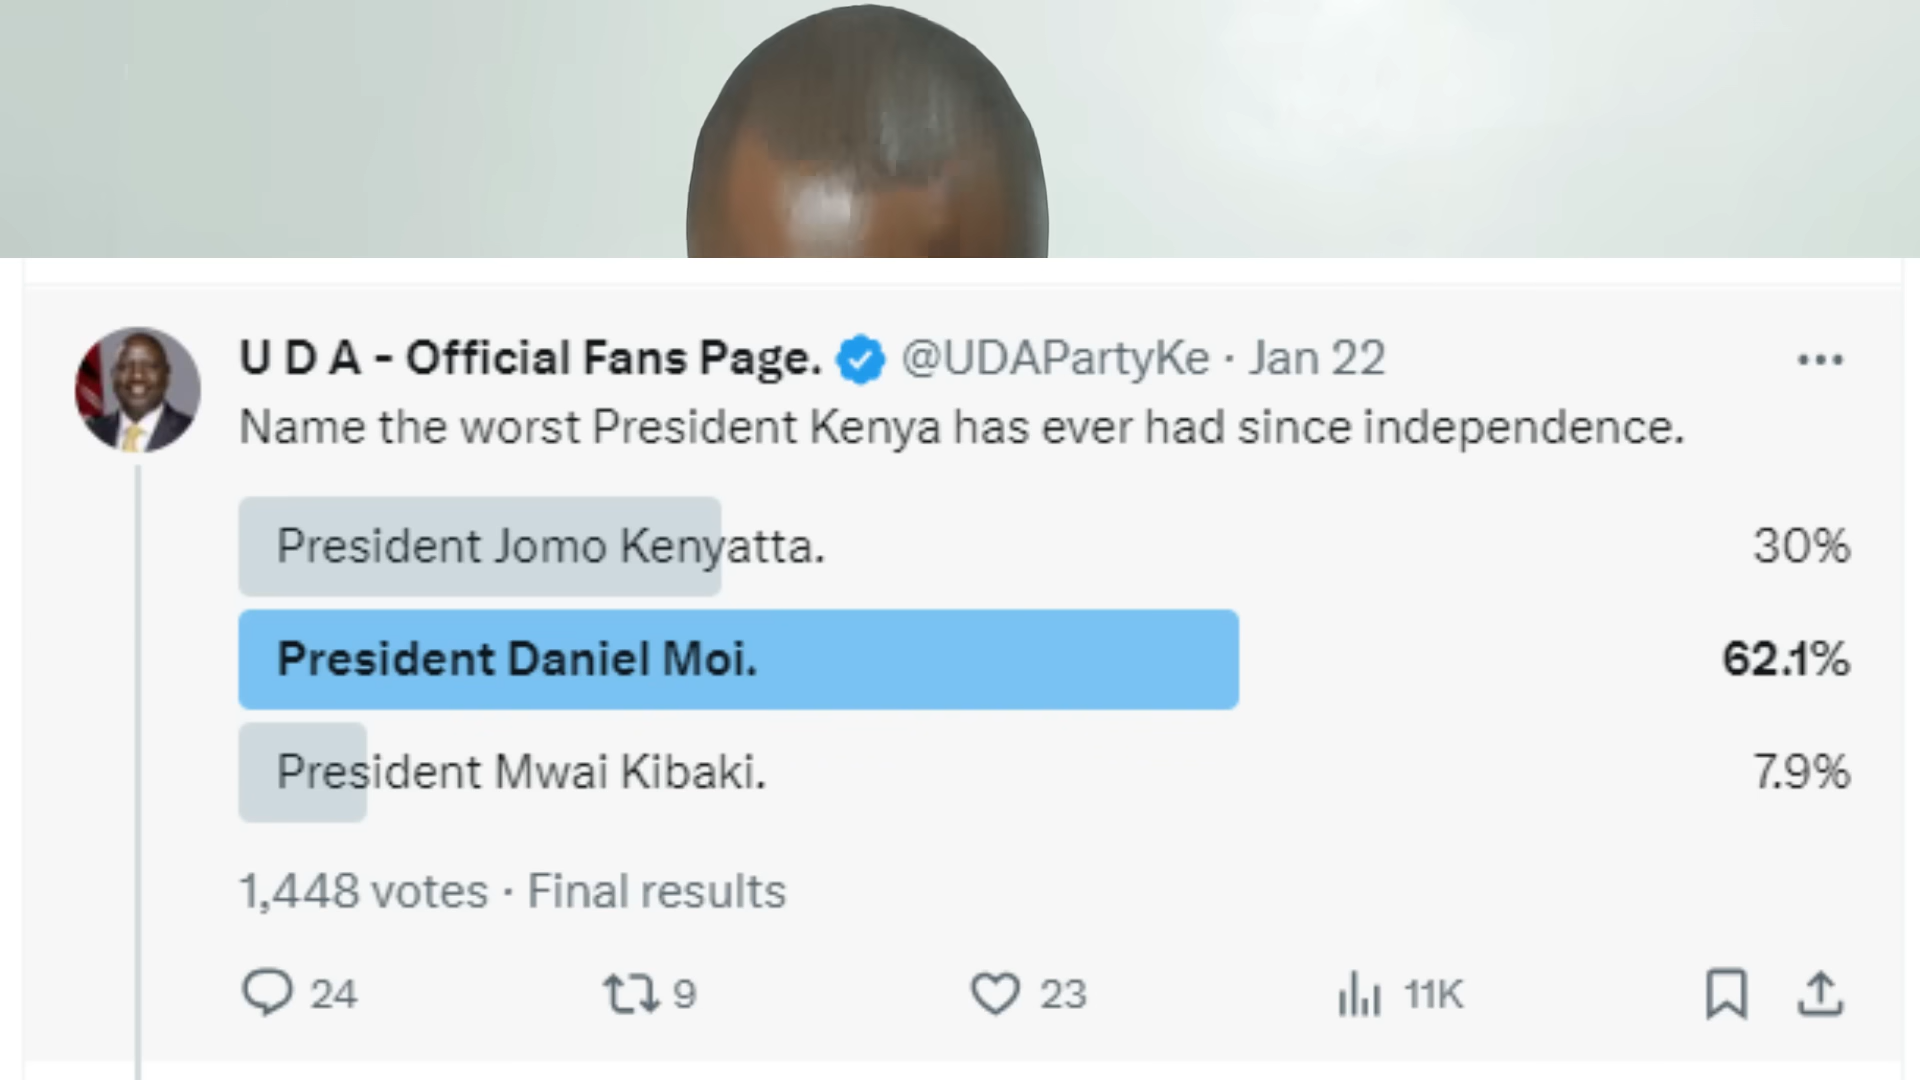 U D A - Official Fans Page. @UDAPartyKe · Jan 22
Name the worst President Kenya has ever had since independence.
President Jomo Kenyatta. 30%
President Daniel Moi. 62.1%
President Mwai Kibaki. 7.9%
1,448 votes · Final results
24 9 23 11K